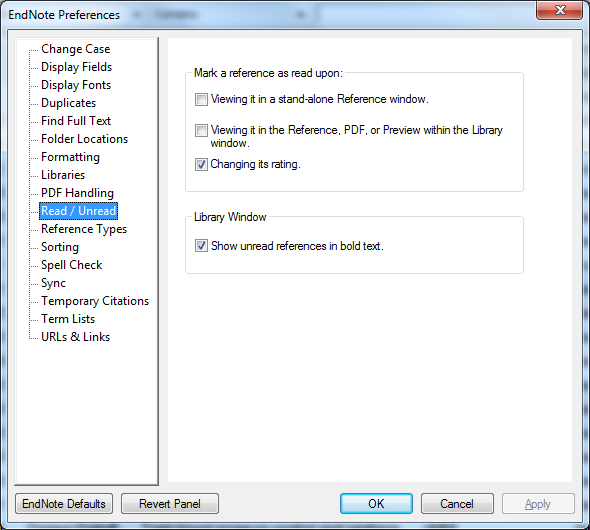 EndNote Preferences
Change Case
Display Fields
Display Fonts
Duplicates
Find Full Text
Folder Locations
Formatting
Libraries
PDF Handling
Read / Unread
Reference Types
Sorting
Spell Check
Sync
Temporary Citations
Term Lists
URLs & Links
Mark a reference as read upon:
Viewing it in a stand-alone Reference window.
Viewing it in the Reference, PDF, or Preview within the Library
window.
Changing its rating.
Library Window
Show unread references in bold text.
EndNote Defaults
Revert Panel
OK
Cancel
Apply